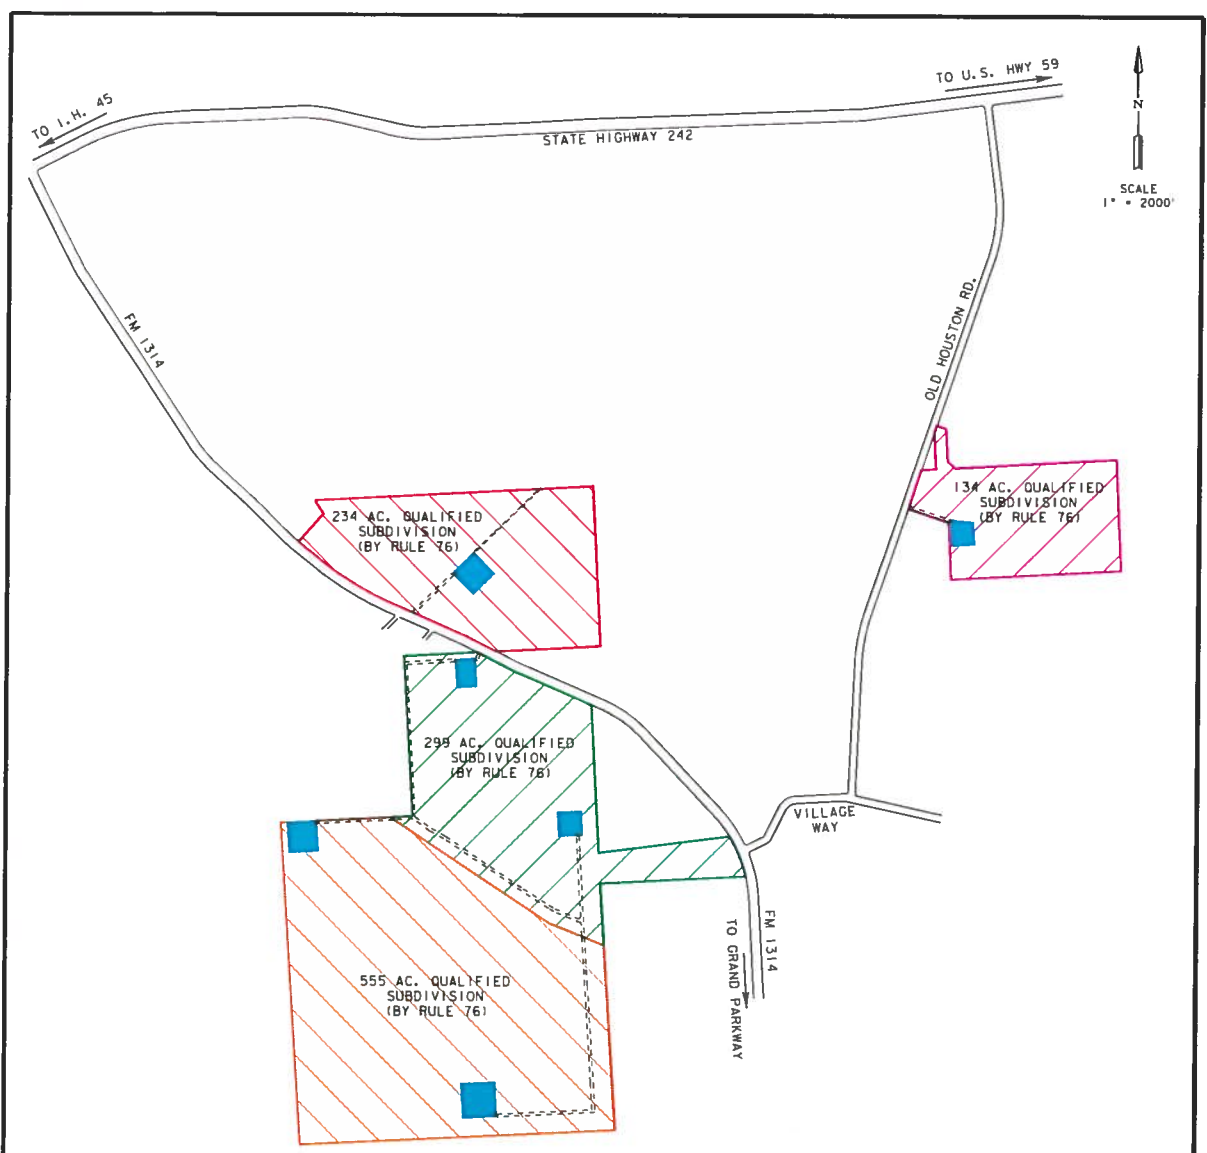 TO I.H. 45
TO U.S. HWY 59
N
STATE HIGHWAY 242
SCALE
1" = 2000'
FM 1314
OLD HOUSTON RD.
134 AC. QUALIFIED
SUBDIVISION
(BY RULE 76)
234 AC. QUALIFIED
SUBDIVISION
(BY RULE 76)
299 AC. QUALIFIED
SUBDIVISION
(BY RULE 76)
VILLAGE
WAY
FM 1314
TO GRAND PARKWAY
555 AC. QUALIFIED
SUBDIVISION
(BY RULE 76)